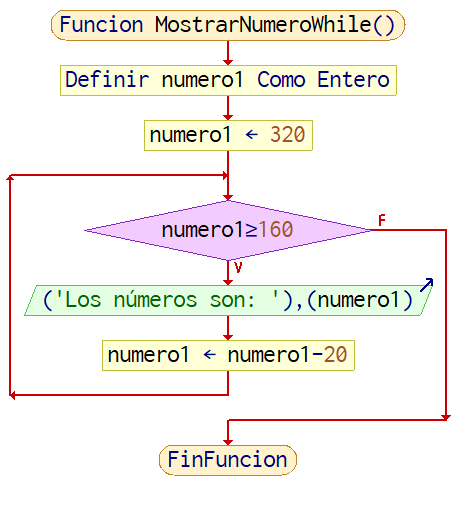 Funcion MostrarNumeroWhile()
Definir numero1 Como Entero
numero1 ← 320
numero1≥160
F
V
('Los números son: '),(numero1)
numero1 ← numero1-20
FinFuncion